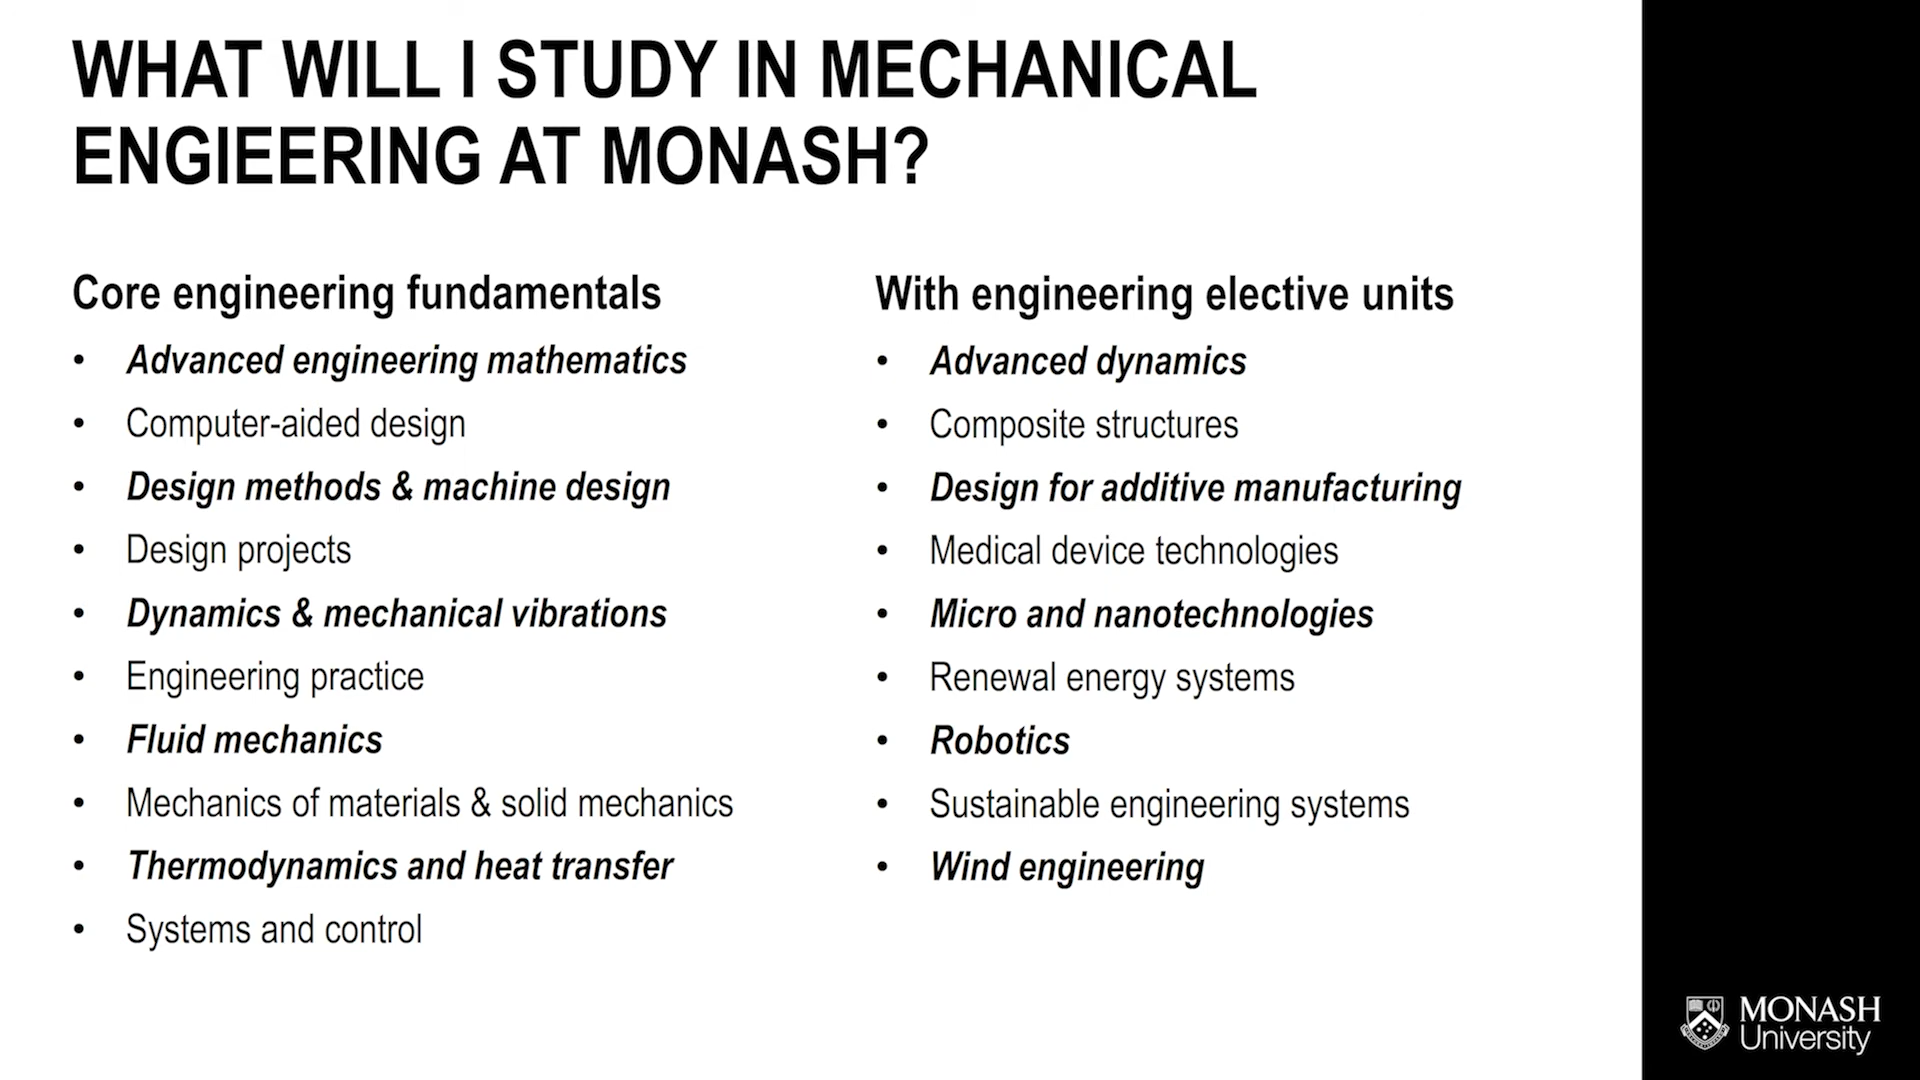 WHAT WILL I STUDY IN MECHANICAL
ENGIEERING AT MONASH?
Core engineering fundamentals
• Advanced engineering mathematics
• Computer-aided design
• Design methods & machine design
• Design projects
• Dynamics & mechanical vibrations
• Engineering practice
• Fluid mechanics
• Mechanics of materials & solid mechanics
• Thermodynamics and heat transfer
• Systems and control
With engineering elective units
• Advanced dynamics
• Composite structures
• Design for additive manufacturing
• Medical device technologies
• Micro and nanotechnologies
• Renewal energy systems
• Robotics
• Sustainable engineering systems
• Wind engineering
MONASH
University